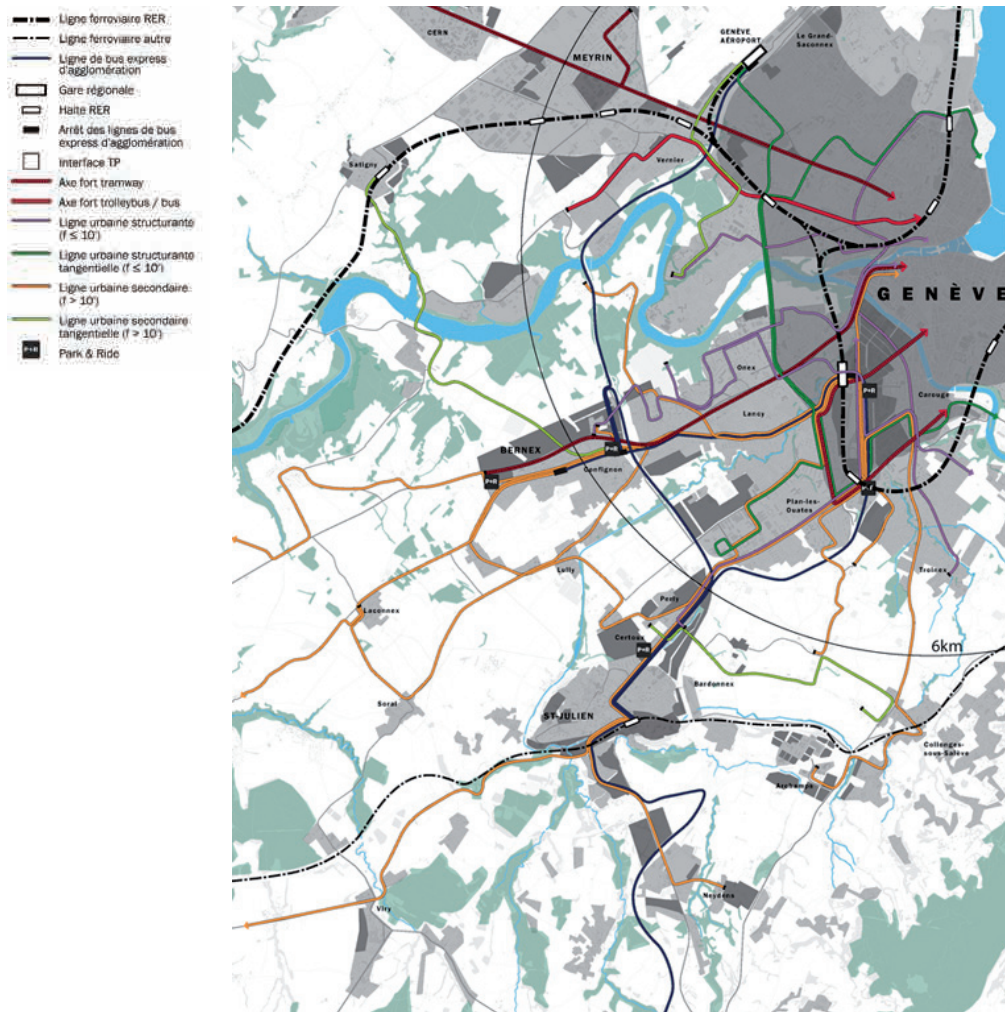 Ligne ferroviaire RER
Ligne ferroviaire autre
Ligne de bus express
d'agglomération
Gare régionale
Halte RER
Arrêt des lignes de bus
express d'agglomération
Interface TP
Axe fort tramway
Axe fort trolleybus / bus
Ligne urbaine structurante
(f ≤ 10')
Ligne urbaine structurante
tangentielle (f ≤ 10')
Ligne urbaine secondaire
(f > 10')
Ligne urbaine secondaire
tangentielle (f > 10')
P+R Park & Ride
CERN
MEYRIN
GENÈVE
AÉROPORT
Le Grand-
Saconnex
Satigny
Vernier
GENÈVE
Onex
P+R
Carouge
Lancy
BERNEX
P+R
Confignon
P+R
Plan-les-
Ouates
Lully
Troinex
Perly
Laconnex
Certoux
P+R
6km
Bardonnex
Soral
ST-JULIEN
Collonges-
sous-Salève
Archamps
Neydens
Viry